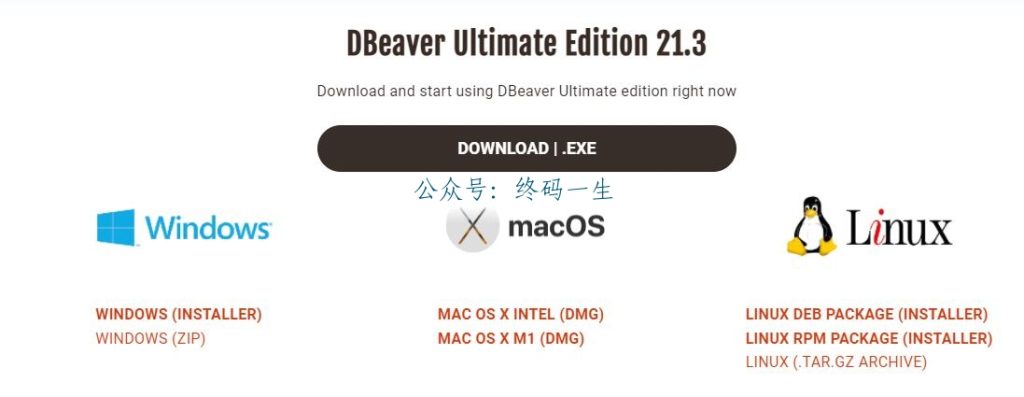 DBeaver Ultimate Edition 21.3
Download and start using DBeaver Ultimate edition right now
DOWNLOAD | .EXE
公众号：终码一生
Windows
macOS
Linux
WINDOWS (INSTALLER)
WINDOWS (ZIP)
MAC OS X INTEL (DMG)
MAC OS X M1 (DMG)
LINUX DEB PACKAGE (INSTALLER)
LINUX RPM PACKAGE (INSTALLER)
LINUX (.TAR.GZ ARCHIVE)